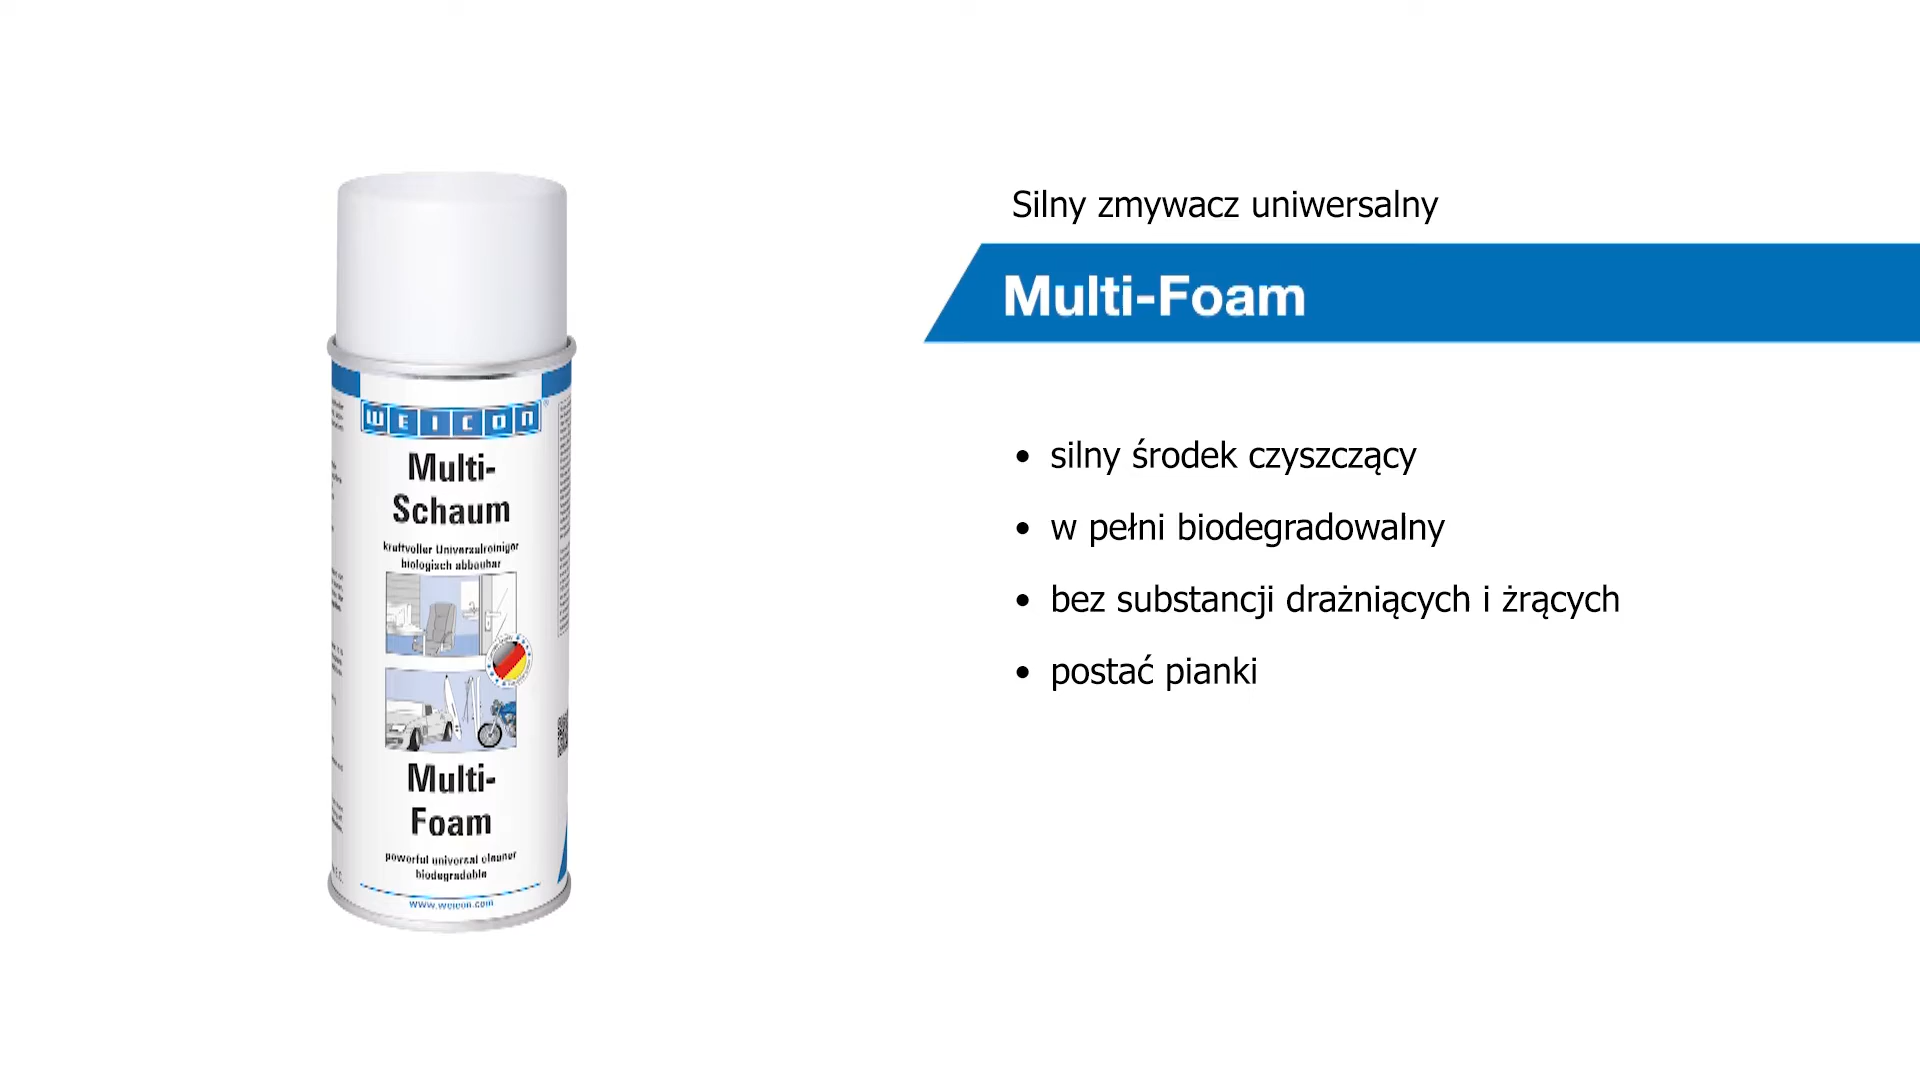 Silny zmywacz uniwersalny
Multi-Foam
• silny środek czyszczący
• w pełni biodegradowalny
• bez substancji drażniących i żrących
• postać pianki
WEICON
Multi-
Schaum
kraftvoller Universalreiniger
biologisch abbaubar
Multi-
Foam
powerful universal cleaner
biodegradable
www.weicon.com